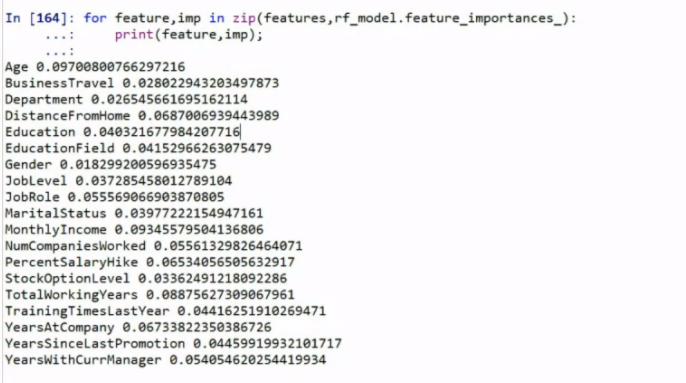 In [164]: for feature,imp in zip(features,rf_model.feature_importances_):
...:     print(feature,imp);
...:
Age 0.09700800766297216
BusinessTravel 0.028022943203497873
Department 0.026545661695162114
DistanceFromHome 0.0687006939443989
Education 0.040321677984207716
EducationField 0.04152966263075479
Gender 0.018299200596935475
JobLevel 0.037285458012789104
JobRole 0.055569066903870805
MaritalStatus 0.03977222154947161
MonthlyIncome 0.09345579504136806
NumCompaniesWorked 0.05561329826464071
PercentSalaryHike 0.06534056505632917
StockOptionLevel 0.03362491218092286
TotalWorkingYears 0.08875627309067961
TrainingTimesLastYear 0.04416251910269471
YearsAtCompany 0.06733822350386726
YearsSinceLastPromotion 0.04459919932101717
YearsWithCurrManager 0.054054620254419934